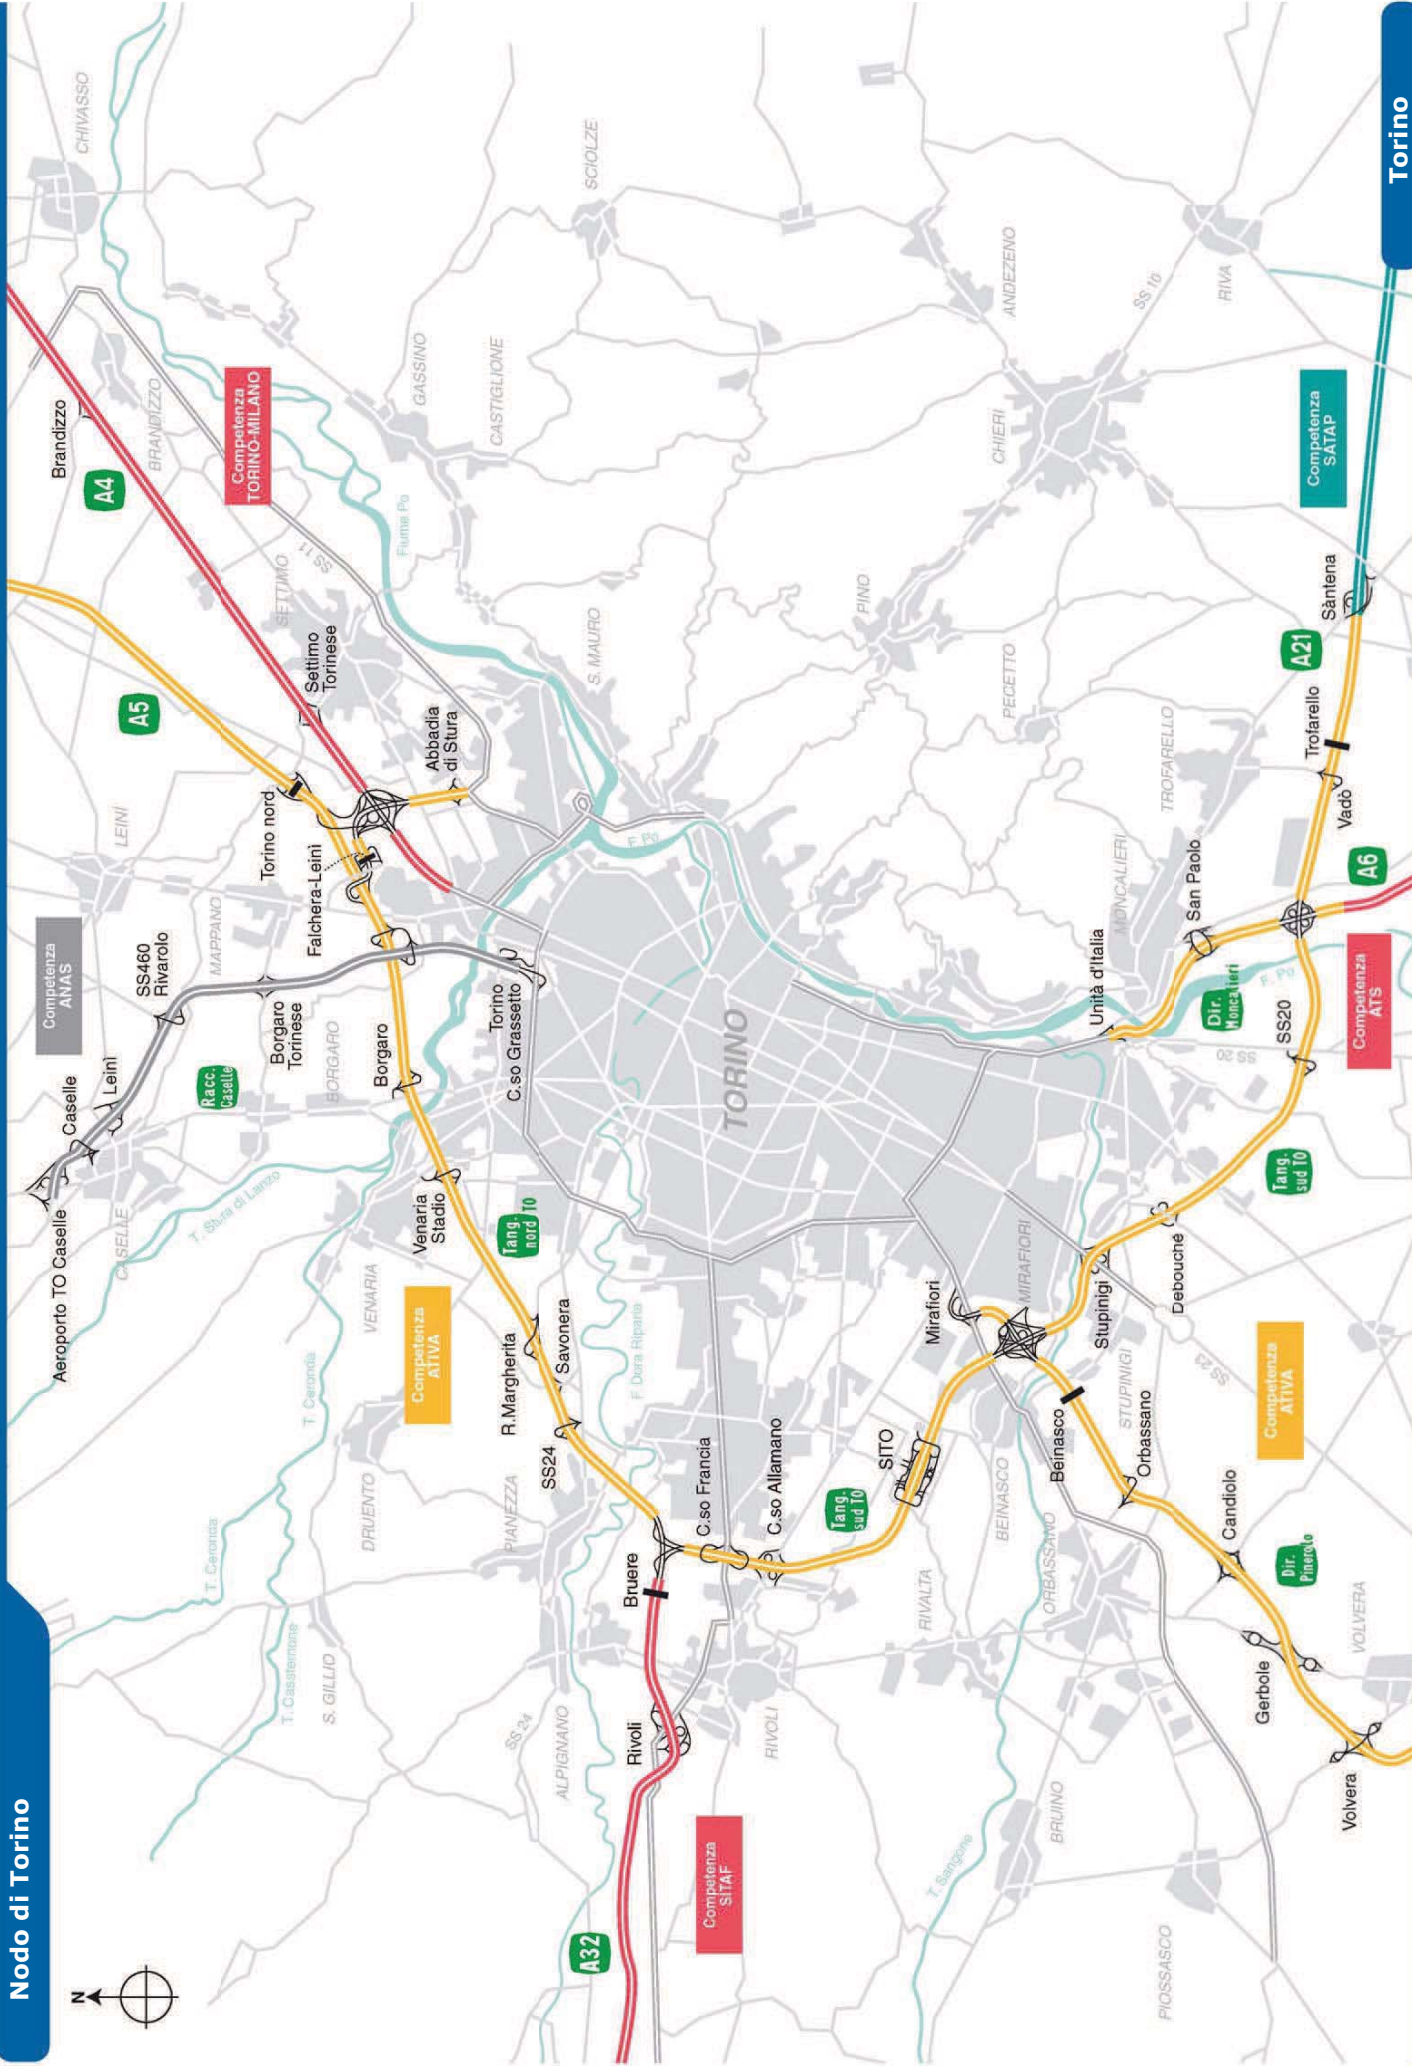 Nodo di Torino
Torino
N
CHIVASSO
Brandizzo
BRANDIZZO
A4
Competenza
TORINO-MILANO
SS 11
Fiume Po
GASSINO
CASTIGLIONE
SCIOLZE
A5
SETTIMO
Settimo
Torinese
Abbadia
di Stura
S. MAURO
LEINÌ
Torino nord
Falchera-Leinì
MAPPANO
Competenza
ANAS
SS460
Rivarolo
Borgaro
Torinese
BORGARO
Borgaro
Torino
C.so Grassetto
F. Po
Leinì
Caselle
Aeroporto TO Caselle
CASELLE
Racc.
Caselle
T. Stura di Lanzo
Venaria
Stadio
VENARIA
Tang.
nord TO
Competenza
ATIVA
T. Ceronda
R.Margherita
Savonera
SS24
F. Dora Riparia
DRUENTO
PIANEZZA
T. Ceronda
T. Casstemone
S. GILLIO
SS 24
ALPIGNANO
Bruere
C.so Francia
C.so Allamano
Rivoli
RIVOLI
A32
Competenza
SITAF
TORINO
PINO
PECETTO
CHIERI
ANDEZENO
SS 10
RIVA
Competenza
SATAP
Sàntena
A21
Trofarello
TROFARELLO
Vadò
A6
MONCALIERI
San Paolo
Unità d'Italia
Dir.
Moncalieri
F. Po
Competenza
ATS
SS 20
SS20
Tang.
sud TO
Debouchè
Stupinigi
MIRAFIORI
Mirafiori
STUPINIGI
SS 23
Competenza
ATIVA
SITO
Tang.
sud TO
BEINASCO
Beinasco
Orbassano
ORBASSANO
Candiolo
Dir.
Pinerolo
RIVALTA
Gerbole
VOLVERA
Volvera
BRUINO
T. Sangone
PIOSSASCO